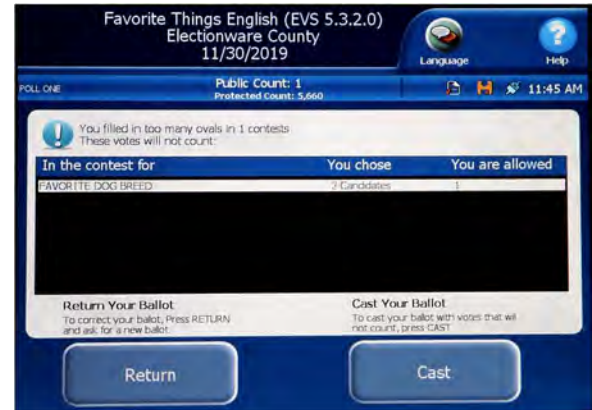 Favorite Things English (EVS 5.3.2.0)
Electionware County
11/30/2019
Language
Help
POLL ONE
Public Count: 1
Protected Count: 5,660
11:45 AM
You filled in too many ovals in 1 contests
These votes will not count:
In the contest for You chose You are allowed
FAVORITE DOG BREED 2 Candidates 1
Return Your Ballot
To correct your ballot, Press RETURN
and ask for a new ballot.
Cast Your Ballot
To cast your ballot with votes that will
not count, press CAST
Return
Cast